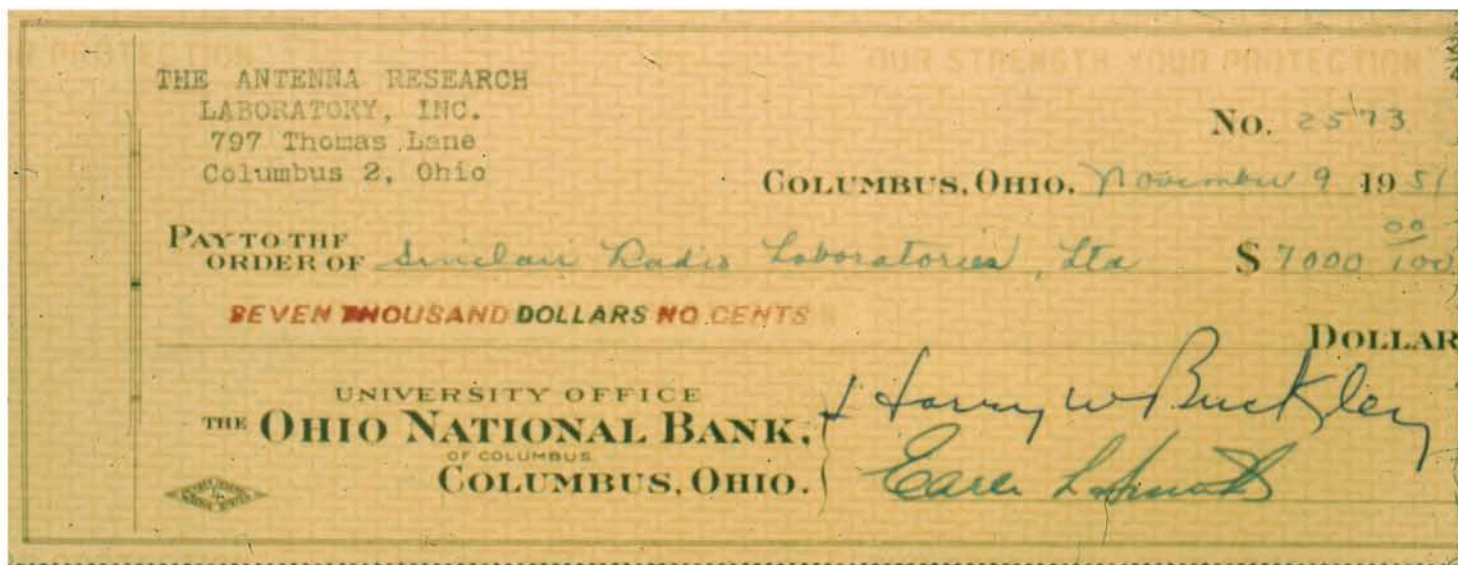 OUR STRENGTH YOUR PROTECTION
R PROTECTION
THE ANTENNA RESEARCH
LABORATORY, INC.
797 Thomas Lane
Columbus 2, Ohio
No. 2573
COLUMBUS, OHIO. November 9 1951
PAY TO THE
ORDER OF Sinclair Radio Laboratories, Ltd $ 7000 00/100
SEVEN THOUSAND DOLLARS NO CENTS
DOLLAR
UNIVERSITY OFFICE
THE OHIO NATIONAL BANK,
OF COLUMBUS
COLUMBUS, OHIO.
Harry W Buckley